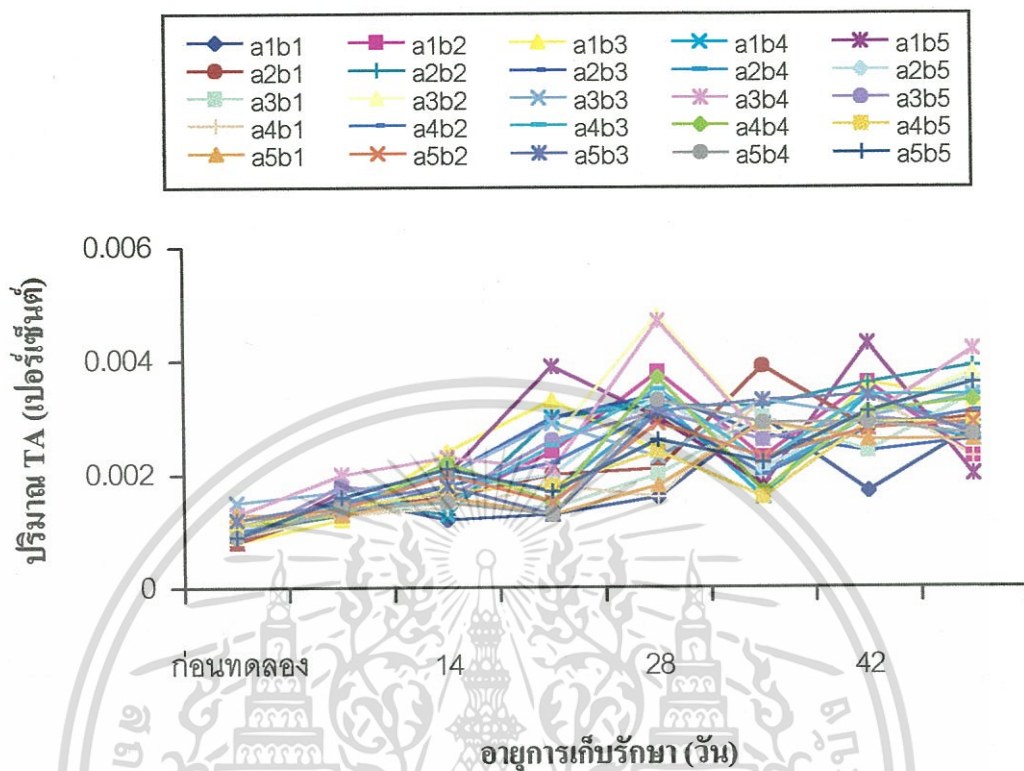 a1b1 a1b2 a1b3 a1b4 a1b5
a2b1 a2b2 a2b3 a2b4 a2b5
a3b1 a3b2 a3b3 a3b4 a3b5
a4b1 a4b2 a4b3 a4b4 a4b5
a5b1 a5b2 a5b3 a5b4 a5b5
ปริมาณ TA (เปอร์เซ็นต์)
0.006
0.004
0.002
0
ก่อนทดลอง 14 28 42
อายุการเก็บรักษา (วัน)